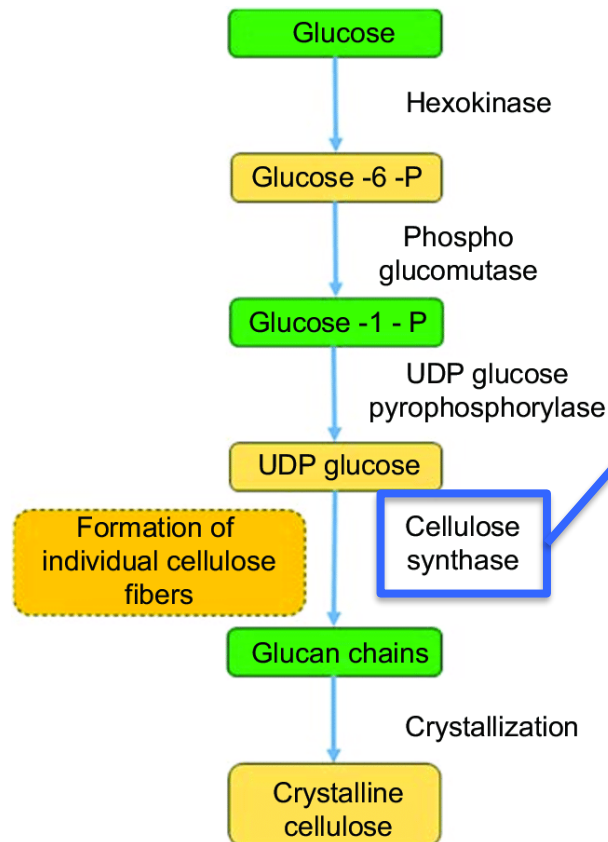 Glucose
Hexokinase
Glucose -6 -P
Phospho
glucomutase
Glucose -1 - P
UDP glucose
pyrophosphorylase
UDP glucose
Formation of
individual cellulose
fibers
Cellulose
synthase
Glucan chains
Crystallization
Crystalline
cellulose